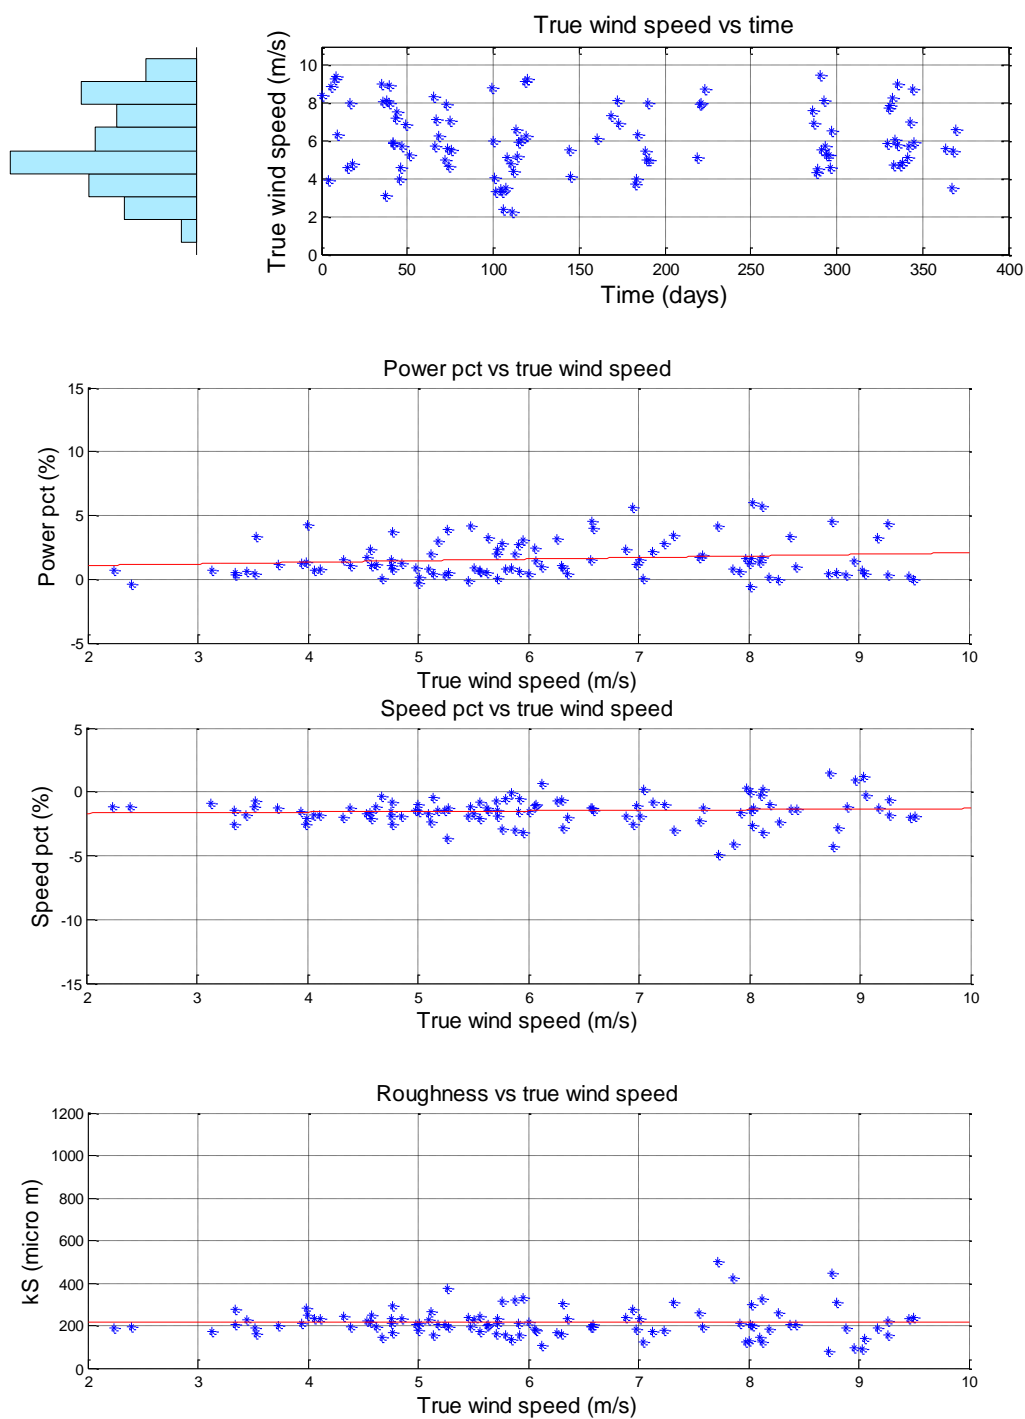 True wind speed vs time
True wind speed (m/s)
10
8
6
4
2
0
0 50 100 150 200 250 300 350 400
Time (days)
Power pct vs true wind speed
Power pct (%)
15
10
5
0
-5
2 3 4 5 6 7 8 9 10
True wind speed (m/s)
Speed pct vs true wind speed
Speed pct (%)
5
0
-5
-10
-15
2 3 4 5 6 7 8 9 10
True wind speed (m/s)
Roughness vs true wind speed
kS (micro m)
1200
1000
800
600
400
200
0
2 3 4 5 6 7 8 9 10
True wind speed (m/s)